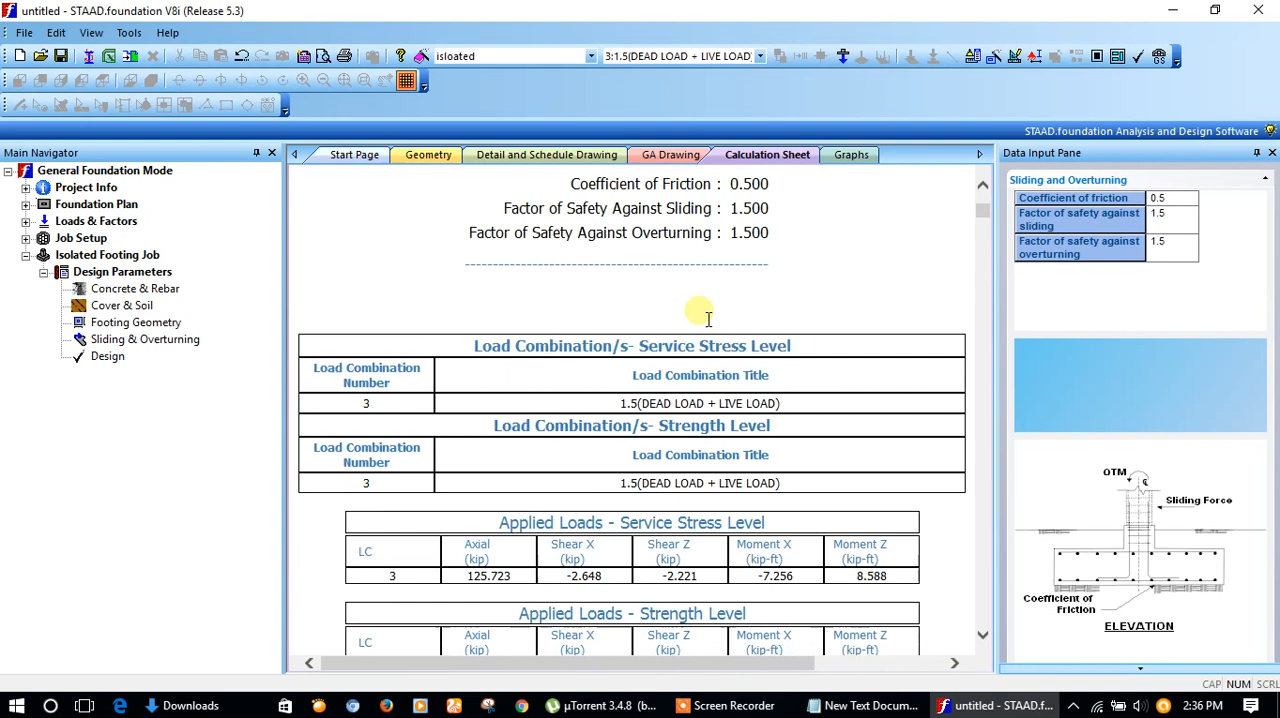 untitled - STAAD.foundation V8i (Release 5.3)
File Edit View Tools Help
isloated
3:1.5(DEAD LOAD + LIVE LOAD)
STAAD.foundation Analysis and Design Software
Main Navigator
General Foundation Mode
Project Info
Foundation Plan
Loads & Factors
Job Setup
Isolated Footing Job
Design Parameters
Concrete & Rebar
Cover & Soil
Footing Geometry
Sliding & Overturning
Design
Start Page Geometry Detail and Schedule Drawing GA Drawing Calculation Sheet Graphs
Coefficient of Friction : 0.500
Factor of Safety Against Sliding : 1.500
Factor of Safety Against Overturning : 1.500
Load Combination/s- Service Stress Level
Load Combination Number Load Combination Title
3 1.5(DEAD LOAD + LIVE LOAD)
Load Combination/s- Strength Level
Load Combination Number Load Combination Title
3 1.5(DEAD LOAD + LIVE LOAD)
Applied Loads - Service Stress Level
LC Axial (kip) Shear X (kip) Shear Z (kip) Moment X (kip-ft) Moment Z (kip-ft)
3 125.723 -2.648 -2.221 -7.256 8.588
Applied Loads - Strength Level
LC Axial (kip) Shear X (kip) Shear Z (kip) Moment X (kip-ft) Moment Z (kip-ft)
Data Input Pane
Sliding and Overturning
Coefficient of friction 0.5
Factor of safety against sliding 1.5
Factor of safety against overturning 1.5
OTM
Sliding Force
Coefficient of
Friction
ELEVATION
CAP NUM SCRL
Downloads
µTorrent 3.4.8 (b...
Screen Recorder
New Text Docum...
untitled - STAAD.f...
2:36 PM